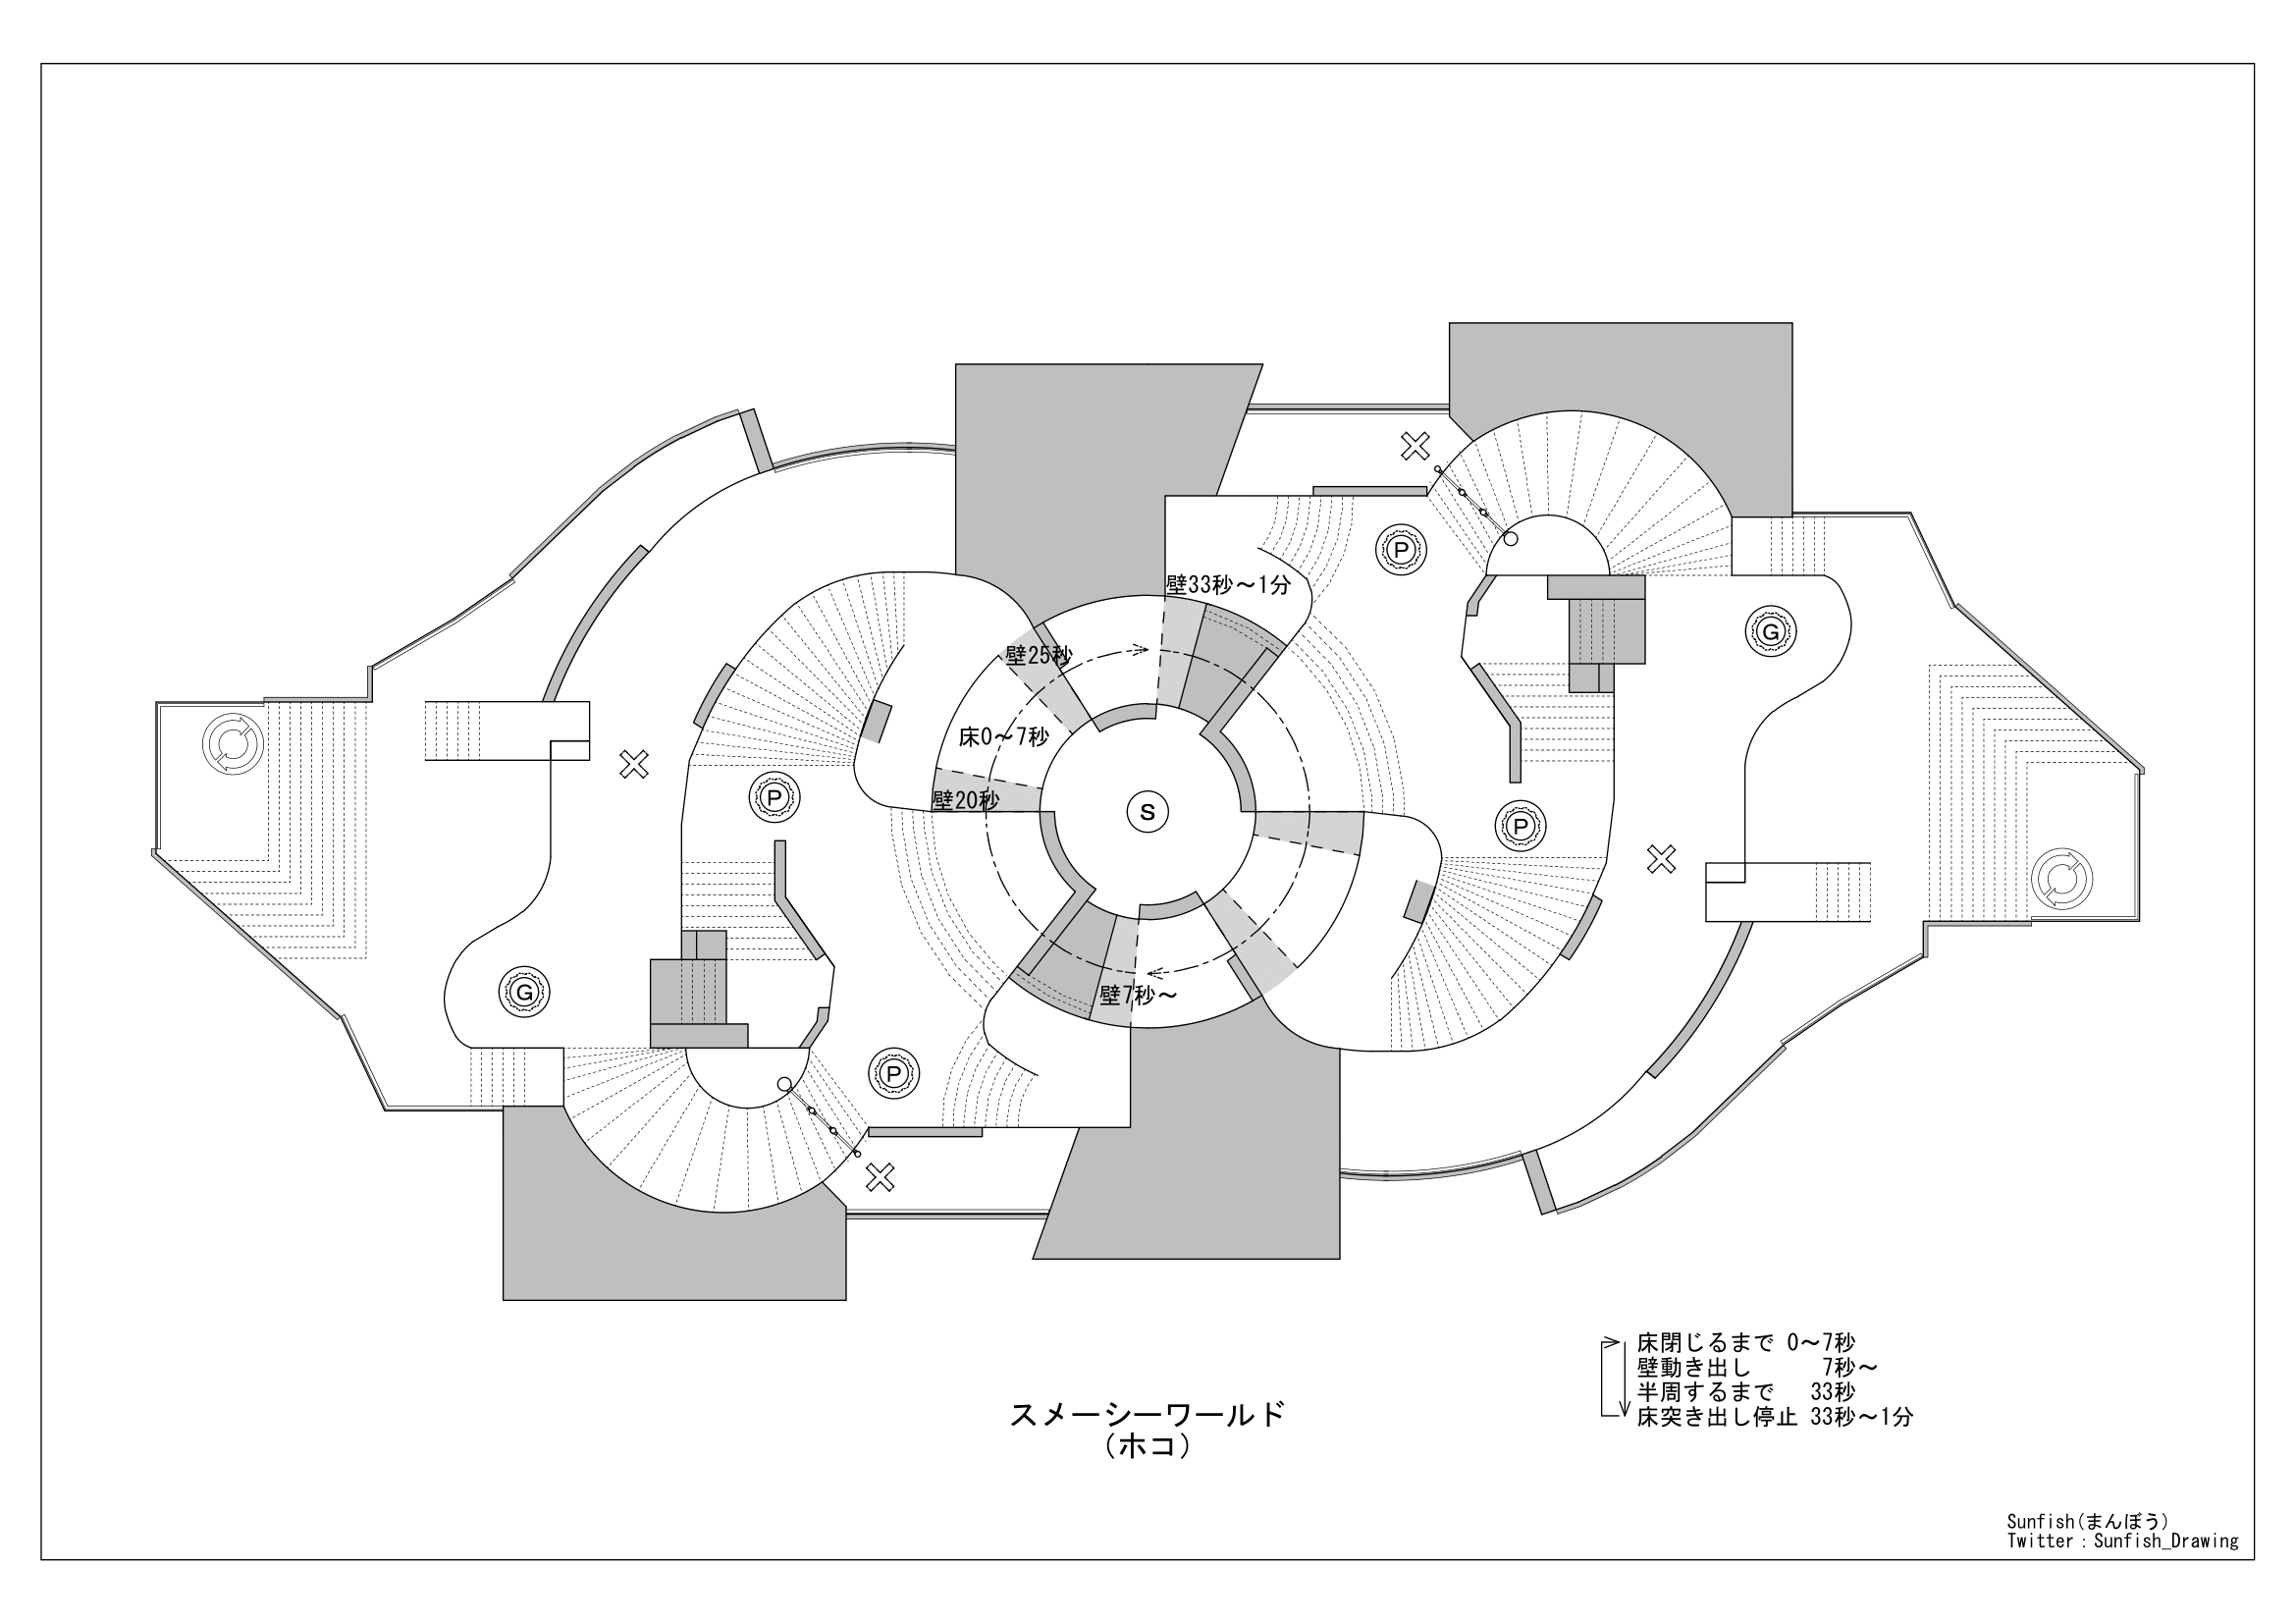 壁33秒～1分
P
壁25秒
G
床0～7秒
P
壁20秒
S
P
G
壁7秒～
P
床閉じるまで 0～7秒
壁動き出し 7秒～
半周するまで 33秒
床突き出し停止 33秒～1分
スメーシーワールド
(ホコ)
Sunfish(まんぼう)
Twitter：Sunfish_Drawing